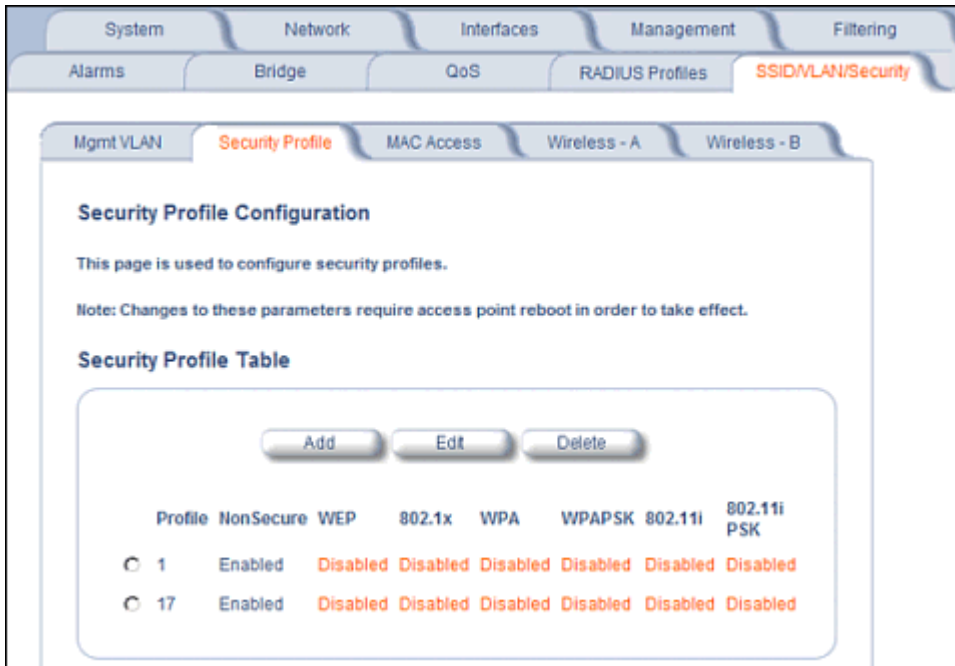 System Network Interfaces Management Filtering
Alarms Bridge QoS RADIUS Profiles SSID/VLAN/Security
Mgmt VLAN Security Profile MAC Access Wireless - A Wireless - B
Security Profile Configuration
This page is used to configure security profiles.
Note: Changes to these parameters require access point reboot in order to take effect.
Security Profile Table
Add Edit Delete
Profile NonSecure WEP 802.1x WPA WPAPSK 802.11i 802.11i PSK
1 Enabled Disabled Disabled Disabled Disabled Disabled Disabled
17 Enabled Disabled Disabled Disabled Disabled Disabled Disabled